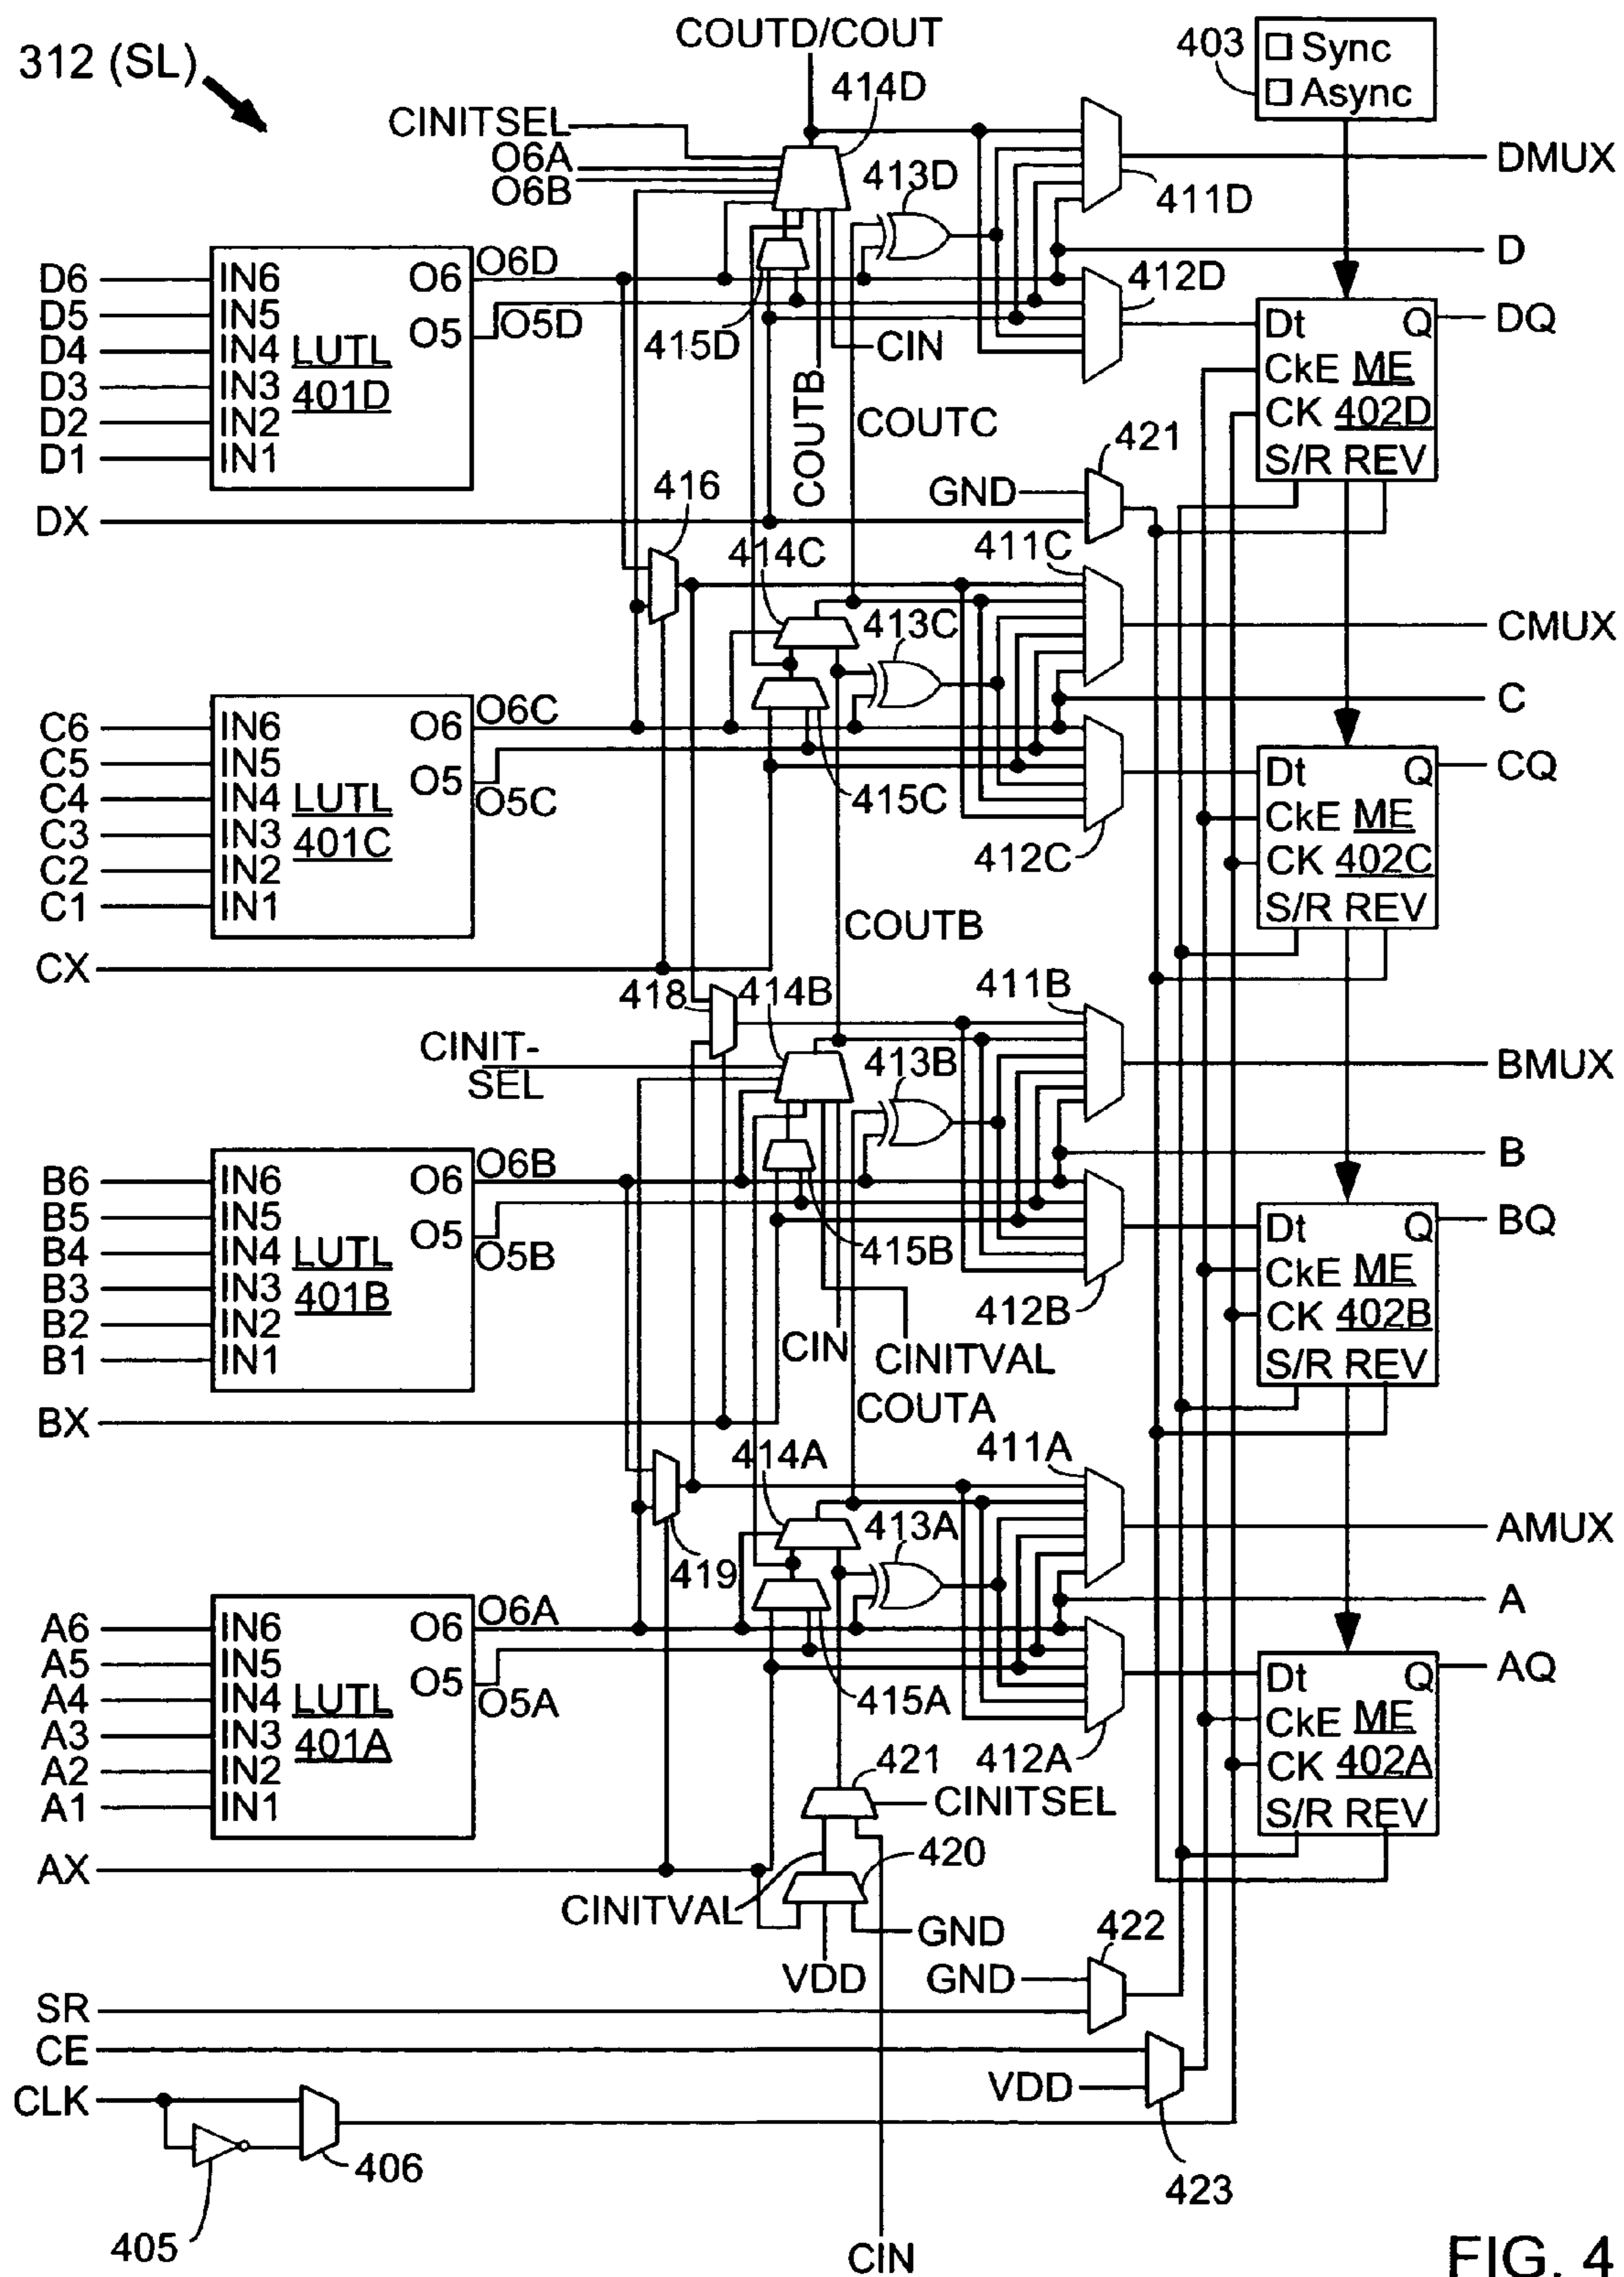 COUTD/COUT
312 (SL)
403
Sync
Async
414D
CINITSEL
O6A
O6B
413D
411D
DMUX
D
D6
D5
D4
D3
D2
D1
IN6
IN5
IN4
IN3
IN2
IN1
LUTL
401D
O6
O5
O6D
O5D
415D
CIN
412D
COUTB
COUTC
Dt
Q
CkE ME
CK 402D
S/R REV
DQ
421
GND
DX
416
414C
411C
413C
CMUX
C
C6
C5
C4
C3
C2
C1
IN6
IN5
IN4
IN3
IN2
IN1
LUTL
401C
O6
O5
O6C
O5C
415C
412C
Dt
Q
CkE ME
CK 402C
S/R REV
CQ
COUTB
CX
418
414B
411B
CINIT-
SEL
413B
BMUX
B
B6
B5
B4
B3
B2
B1
IN6
IN5
IN4
IN3
IN2
IN1
LUTL
401B
O6
O5
O6B
O5B
415B
412B
Dt
Q
CkE ME
CK 402B
S/R REV
BQ
CIN
CINITVAL
COUTA
BX
414A
411A
413A
419
AMUX
A
A6
A5
A4
A3
A2
A1
IN6
IN5
IN4
IN3
IN2
IN1
LUTL
401A
O6
O5
O6A
O5A
415A
412A
Dt
Q
CkE ME
CK 402A
S/R REV
AQ
421
CINITSEL
420
AX
CINITVAL
GND
VDD
422
GND
SR
CE
VDD
CLK
406
423
405
CIN
FIG. 4